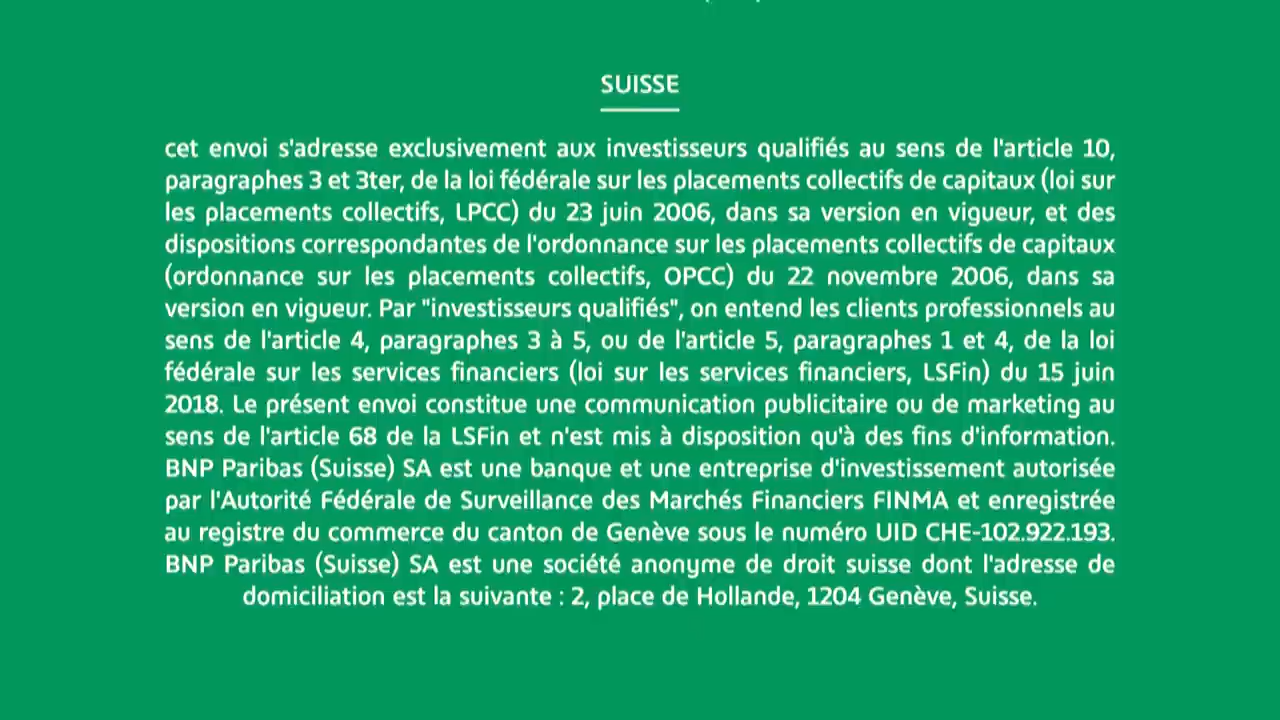 SUISSE
cet envoi s'adresse exclusivement aux investisseurs qualifiés au sens de l'article 10,
paragraphes 3 et 3ter, de la loi fédérale sur les placements collectifs de capitaux (loi sur
les placements collectifs, LPCC) du 23 juin 2006, dans sa version en vigueur, et des
dispositions correspondantes de l'ordonnance sur les placements collectifs de capitaux
(ordonnance sur les placements collectifs, OPCC) du 22 novembre 2006, dans sa
version en vigueur. Par "investisseurs qualifiés", on entend les clients professionnels au
sens de l'article 4, paragraphes 3 à 5, ou de l'article 5, paragraphes 1 et 4, de la loi
fédérale sur les services financiers (loi sur les services financiers, LSFin) du 15 juin
2018. Le présent envoi constitue une communication publicitaire ou de marketing au
sens de l'article 68 de la LSFin et n'est mis à disposition qu'à des fins d'information.
BNP Paribas (Suisse) SA est une banque et une entreprise d'investissement autorisée
par l'Autorité Fédérale de Surveillance des Marchés Financiers FINMA et enregistrée
au registre du commerce du canton de Genève sous le numéro UID CHE-102.922.193.
BNP Paribas (Suisse) SA est une société anonyme de droit suisse dont l'adresse de
domiciliation est la suivante : 2, place de Hollande, 1204 Genève, Suisse.